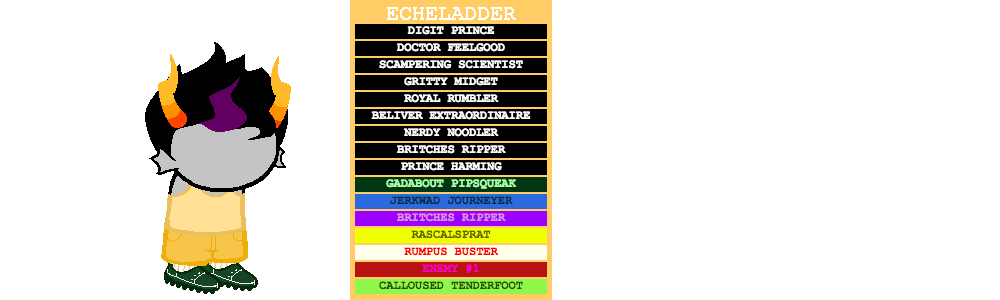 ECHELADDER
DIGIT PRINCE
DOCTOR FEELGOOD
SCAMPERING SCIENTIST
GRITTY MIDGET
ROYAL RUMBLER
BELIVER EXTRAORDINAIRE
NERDY NOODLER
BRITCHES RIPPER
PRINCE HARMING
GADABOUT PIPSQUEAK
JERKWAD JOURNEYER
BRITCHES RIPPER
RASCALSPRAT
RUMPUS BUSTER
ENEMY #1
CALLOUSED TENDERFOOT